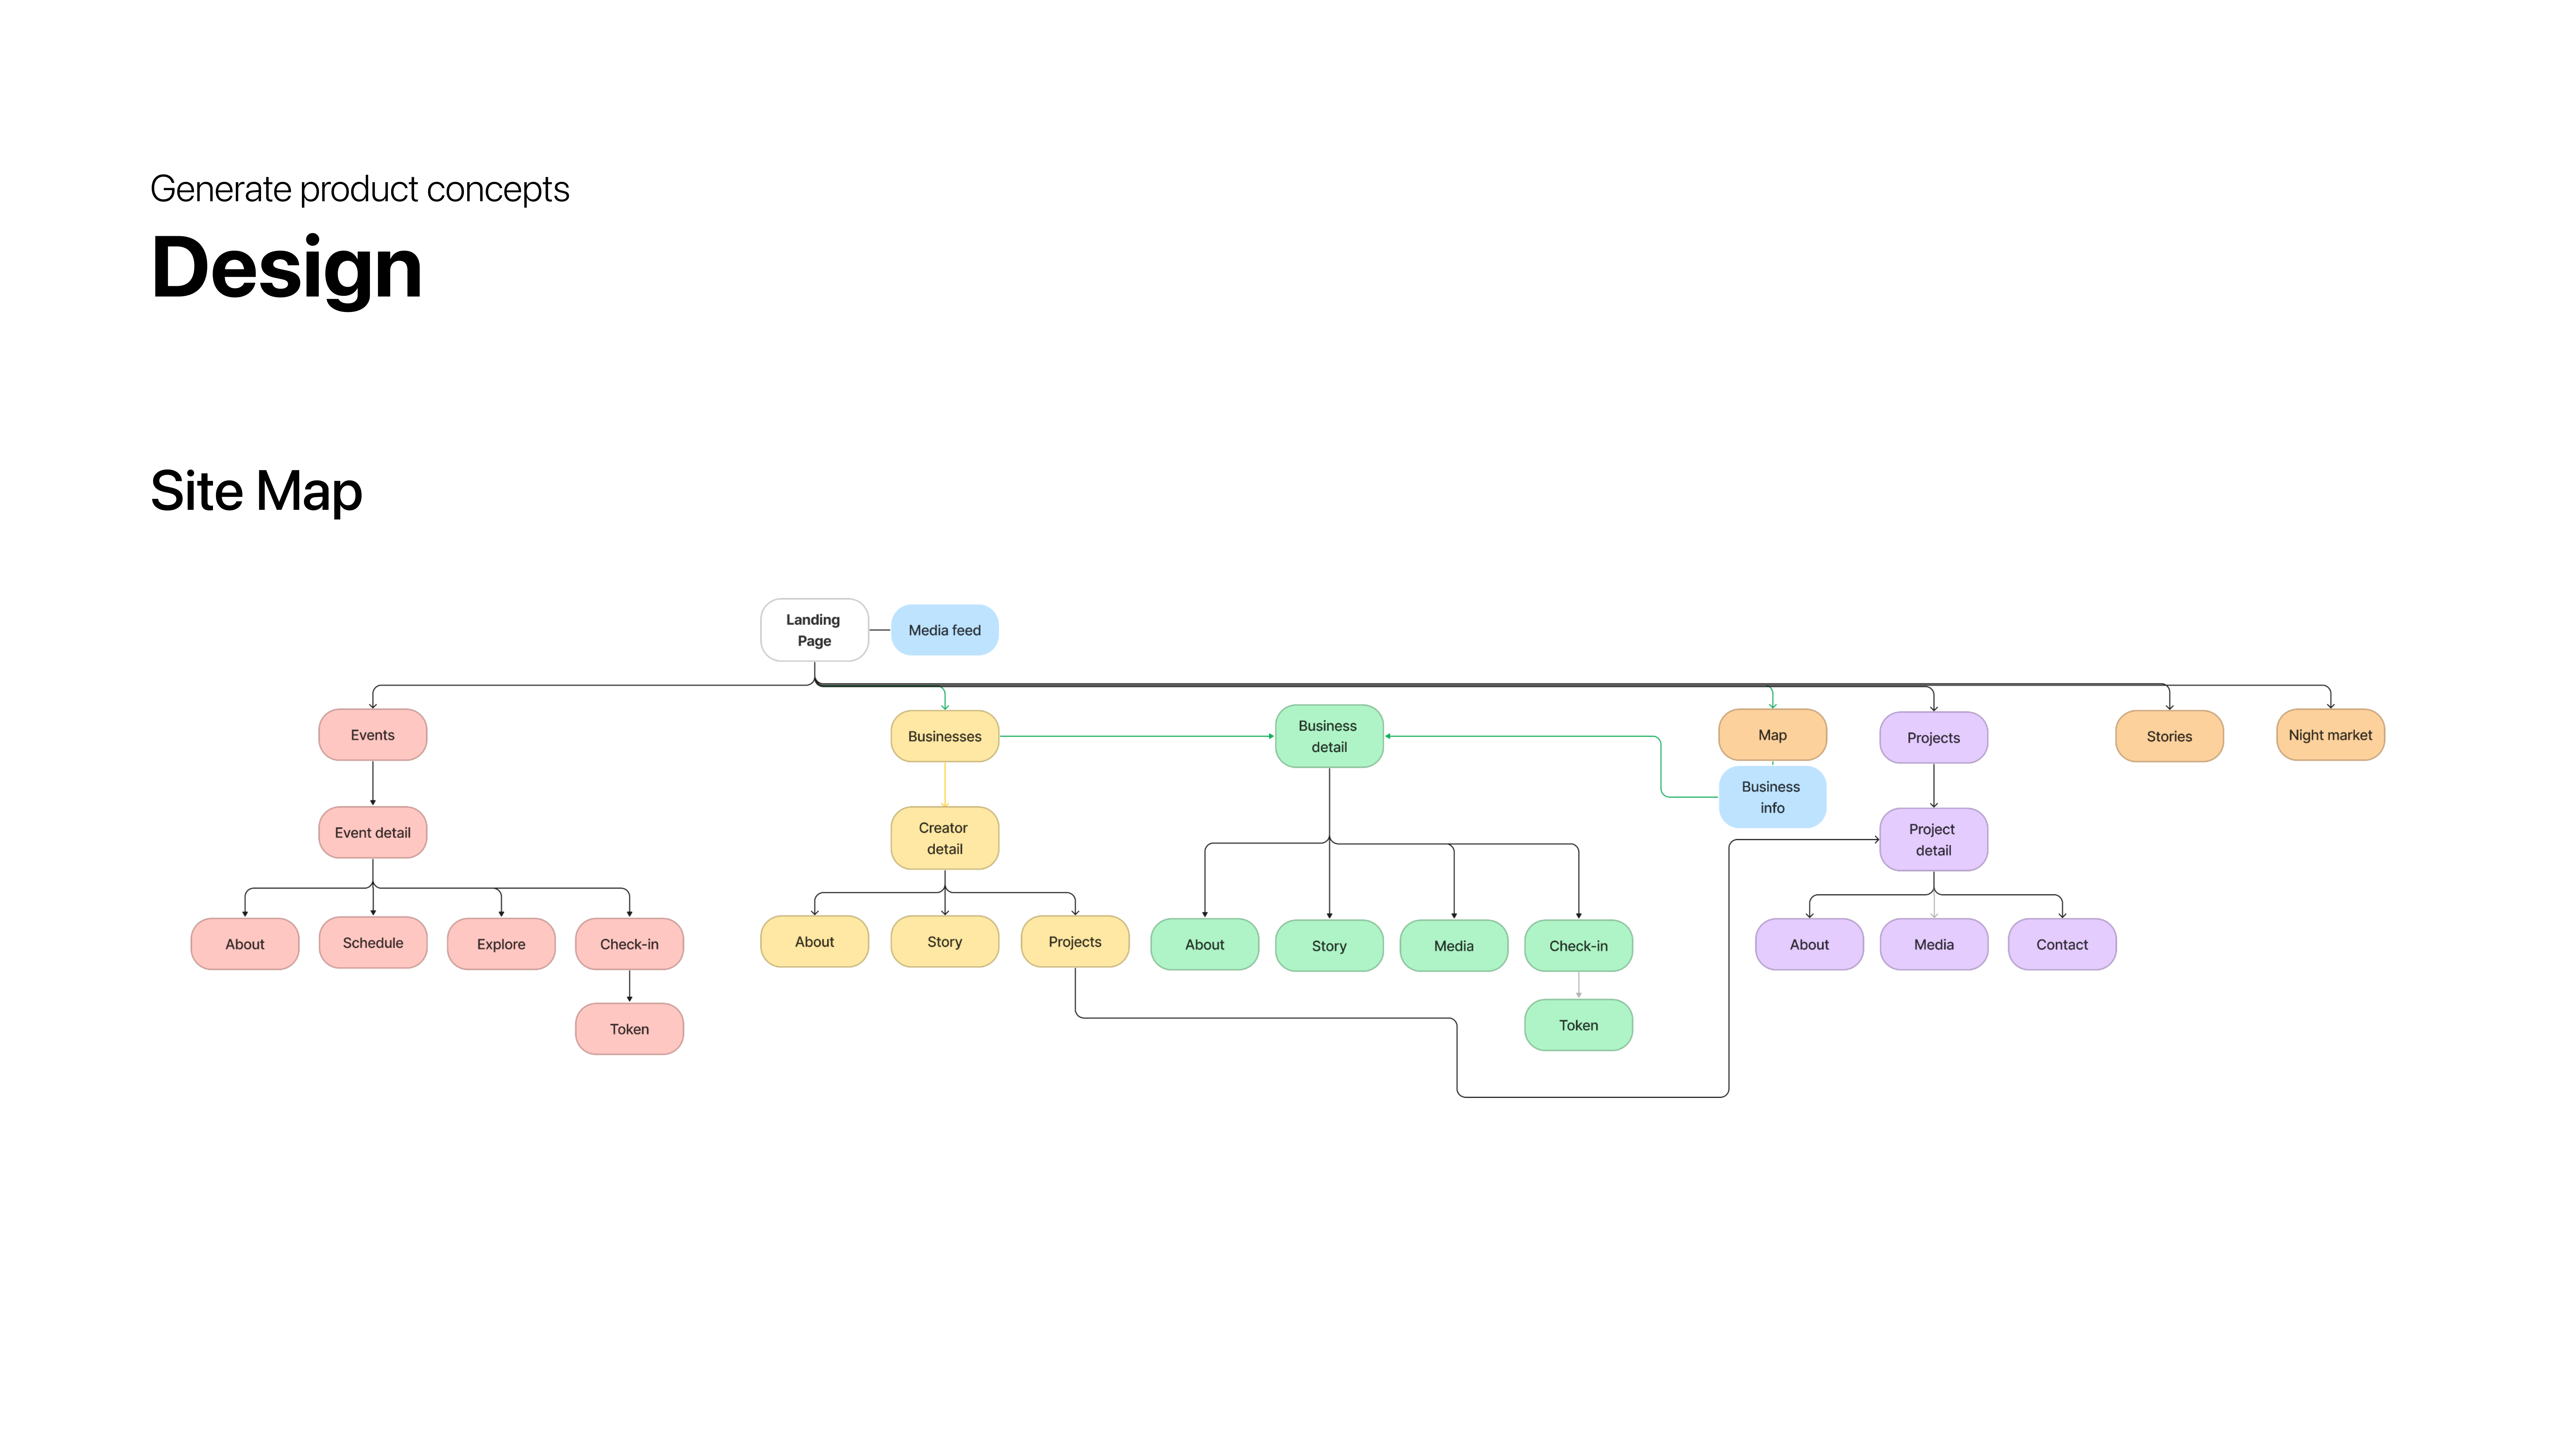 Generate product concepts
Design
Site Map
Landing
Page
Media feed
Events
Businesses
Business
detail
Map
Projects
Stories
Night market
Business
info
Event detail
Creator
detail
Project
detail
About
Schedule
Explore
Check-in
About
Story
Projects
About
Story
Media
Check-in
About
Media
Contact
Token
Token